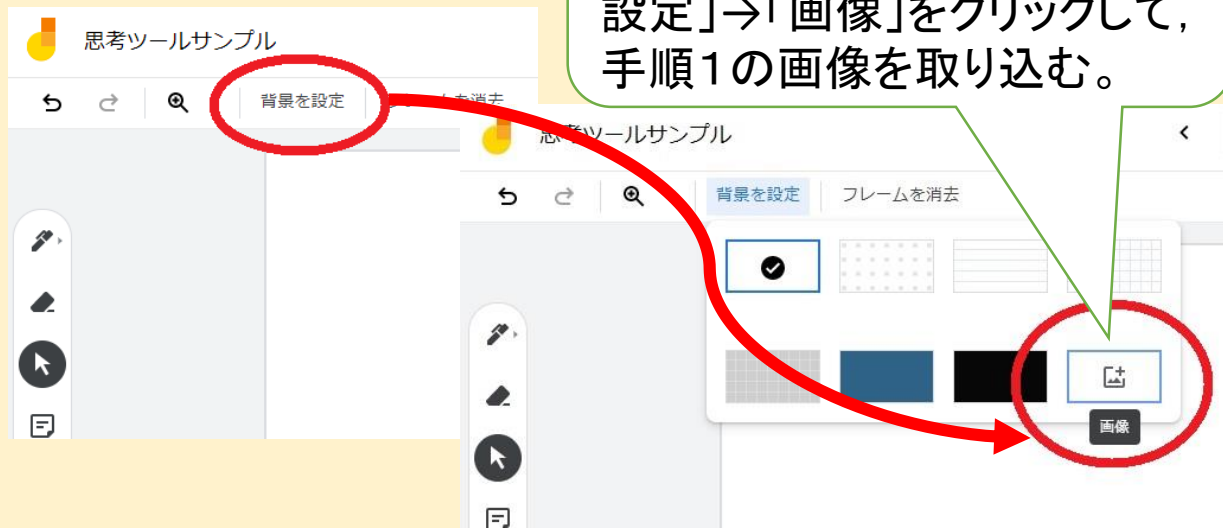 設定」→「画像」をクリックして，
手順１の画像を取り込む。
思考ツールサンプル
背景を設定
を消去
思考ツールサンプル
背景を設定 フレームを消去
画像